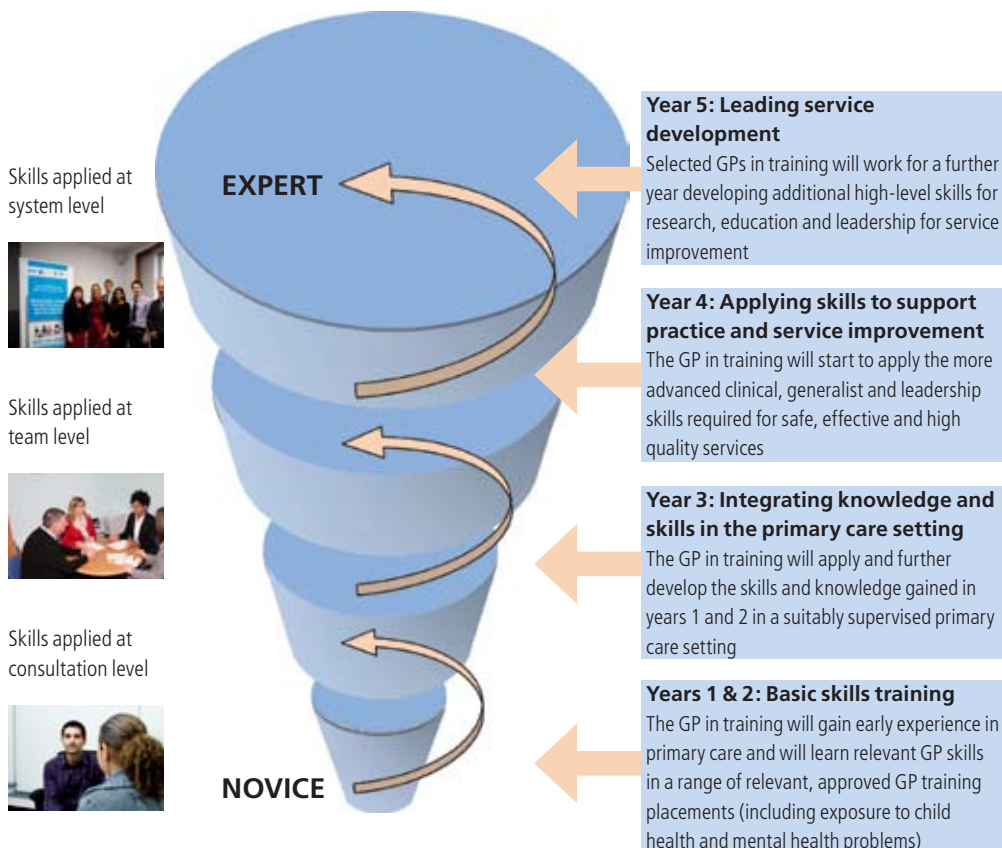 Skills applied at
system level
Skills applied at
team level
Skills applied at
consultation level
EXPERT
NOVICE
Year 5: Leading service
development
Selected GPs in training will work for a further
year developing additional high-level skills for
research, education and leadership for service
improvement
Year 4: Applying skills to support
practice and service improvement
The GP in training will start to apply the more
advanced clinical, generalist and leadership
skills required for safe, effective and high
quality services
Year 3: Integrating knowledge and
skills in the primary care setting
The GP in training will apply and further
develop the skills and knowledge gained in
years 1 and 2 in a suitably supervised primary
care setting
Years 1 & 2: Basic skills training
The GP in training will gain early experience in
primary care and will learn relevant GP skills
in a range of relevant, approved GP training
placements (including exposure to child
health and mental health problems)